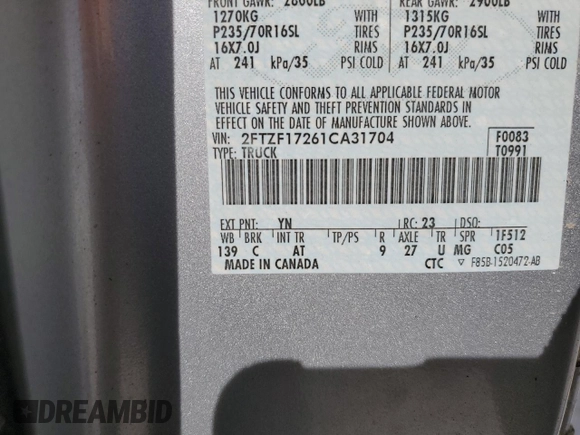 FRONT GAWR: 2800LB REAR GAWR: 2900LB
1270KG WITH 1315KG WITH
P235/70R16SL TIRES P235/70R16SL TIRES
16X7.0J RIMS 16X7.0J RIMS
AT 241 kPa/35 PSI COLD AT 241 kPa/35 PSI COLD
THIS VEHICLE CONFORMS TO ALL APPLICABLE FEDERAL MOTOR
VEHICLE SAFETY AND THEFT PREVENTION STANDARDS IN
EFFECT ON THE DATE OF MANUFACTURE SHOWN ABOVE.
VIN: 2FTZF17261CA31704 F0083
TYPE: TRUCK T0991
EXT PNT: YN RC: 23 DSO:
WB BRK INT TR TP/PS R AXLE TR SPR 1F512
139 C AT 9 27 U MG C05
MADE IN CANADA CTC ▽ F85B-1520472-AB
DREAMBID